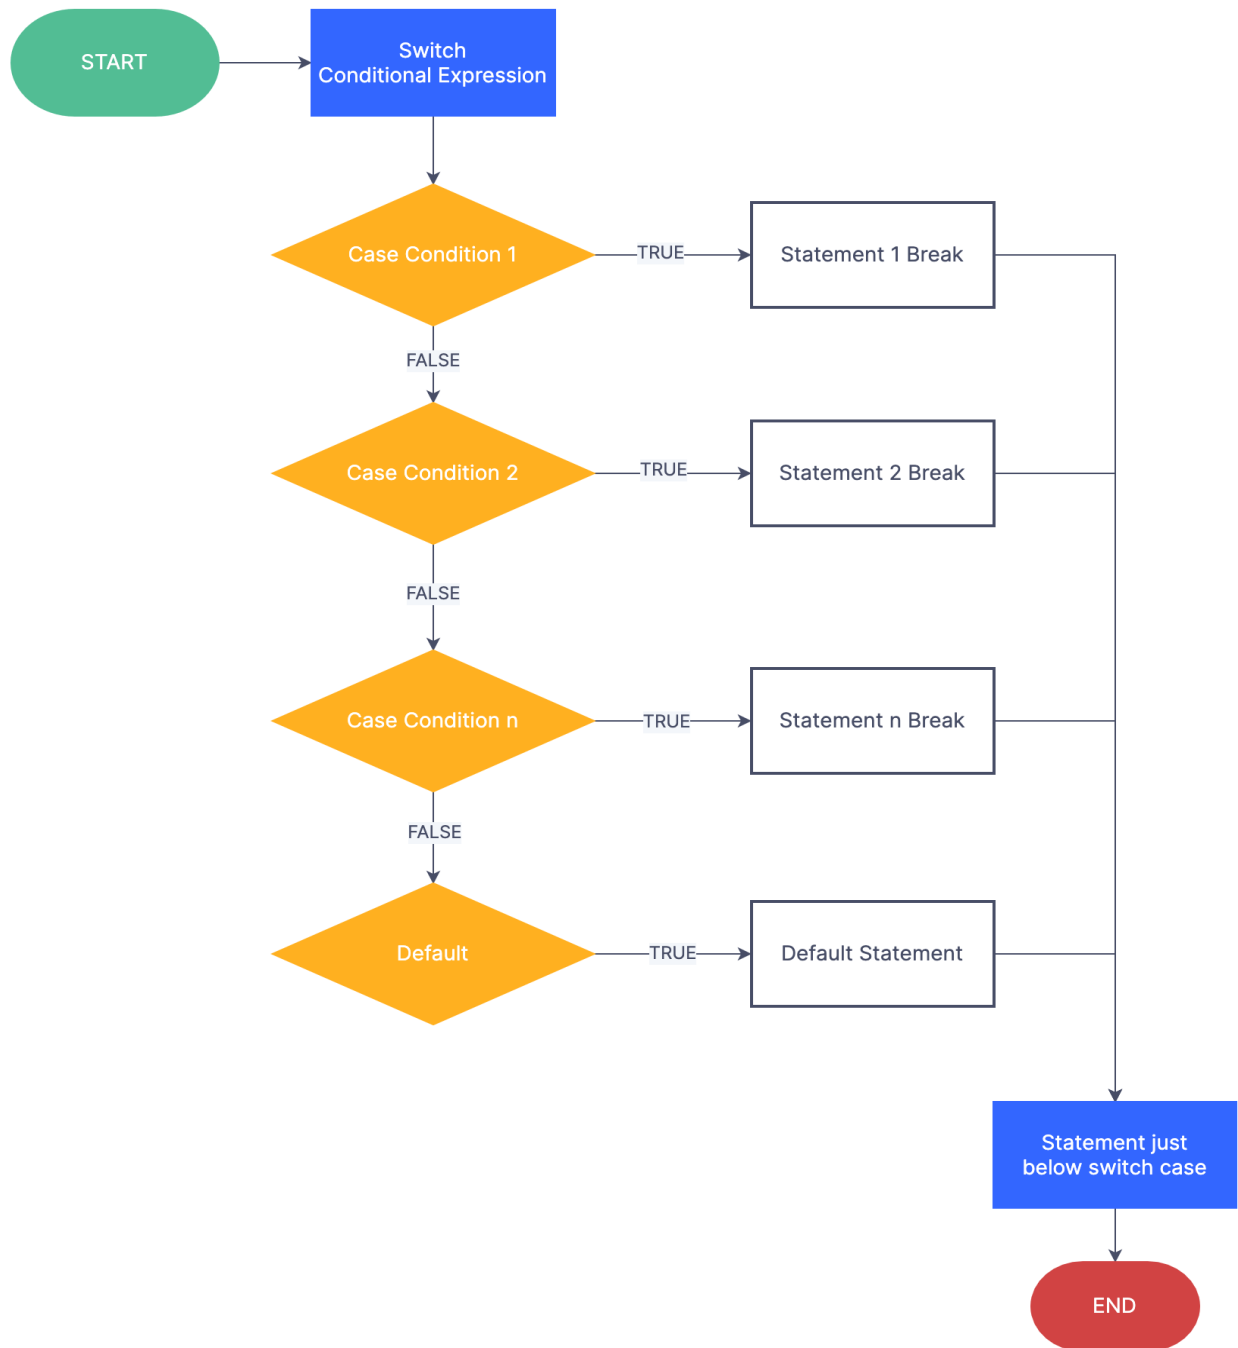 START
Switch
Conditional Expression
Case Condition 1
TRUE
Statement 1 Break
FALSE
Case Condition 2
TRUE
Statement 2 Break
FALSE
Case Condition n
TRUE
Statement n Break
FALSE
Default
TRUE
Default Statement
Statement just
below switch case
END